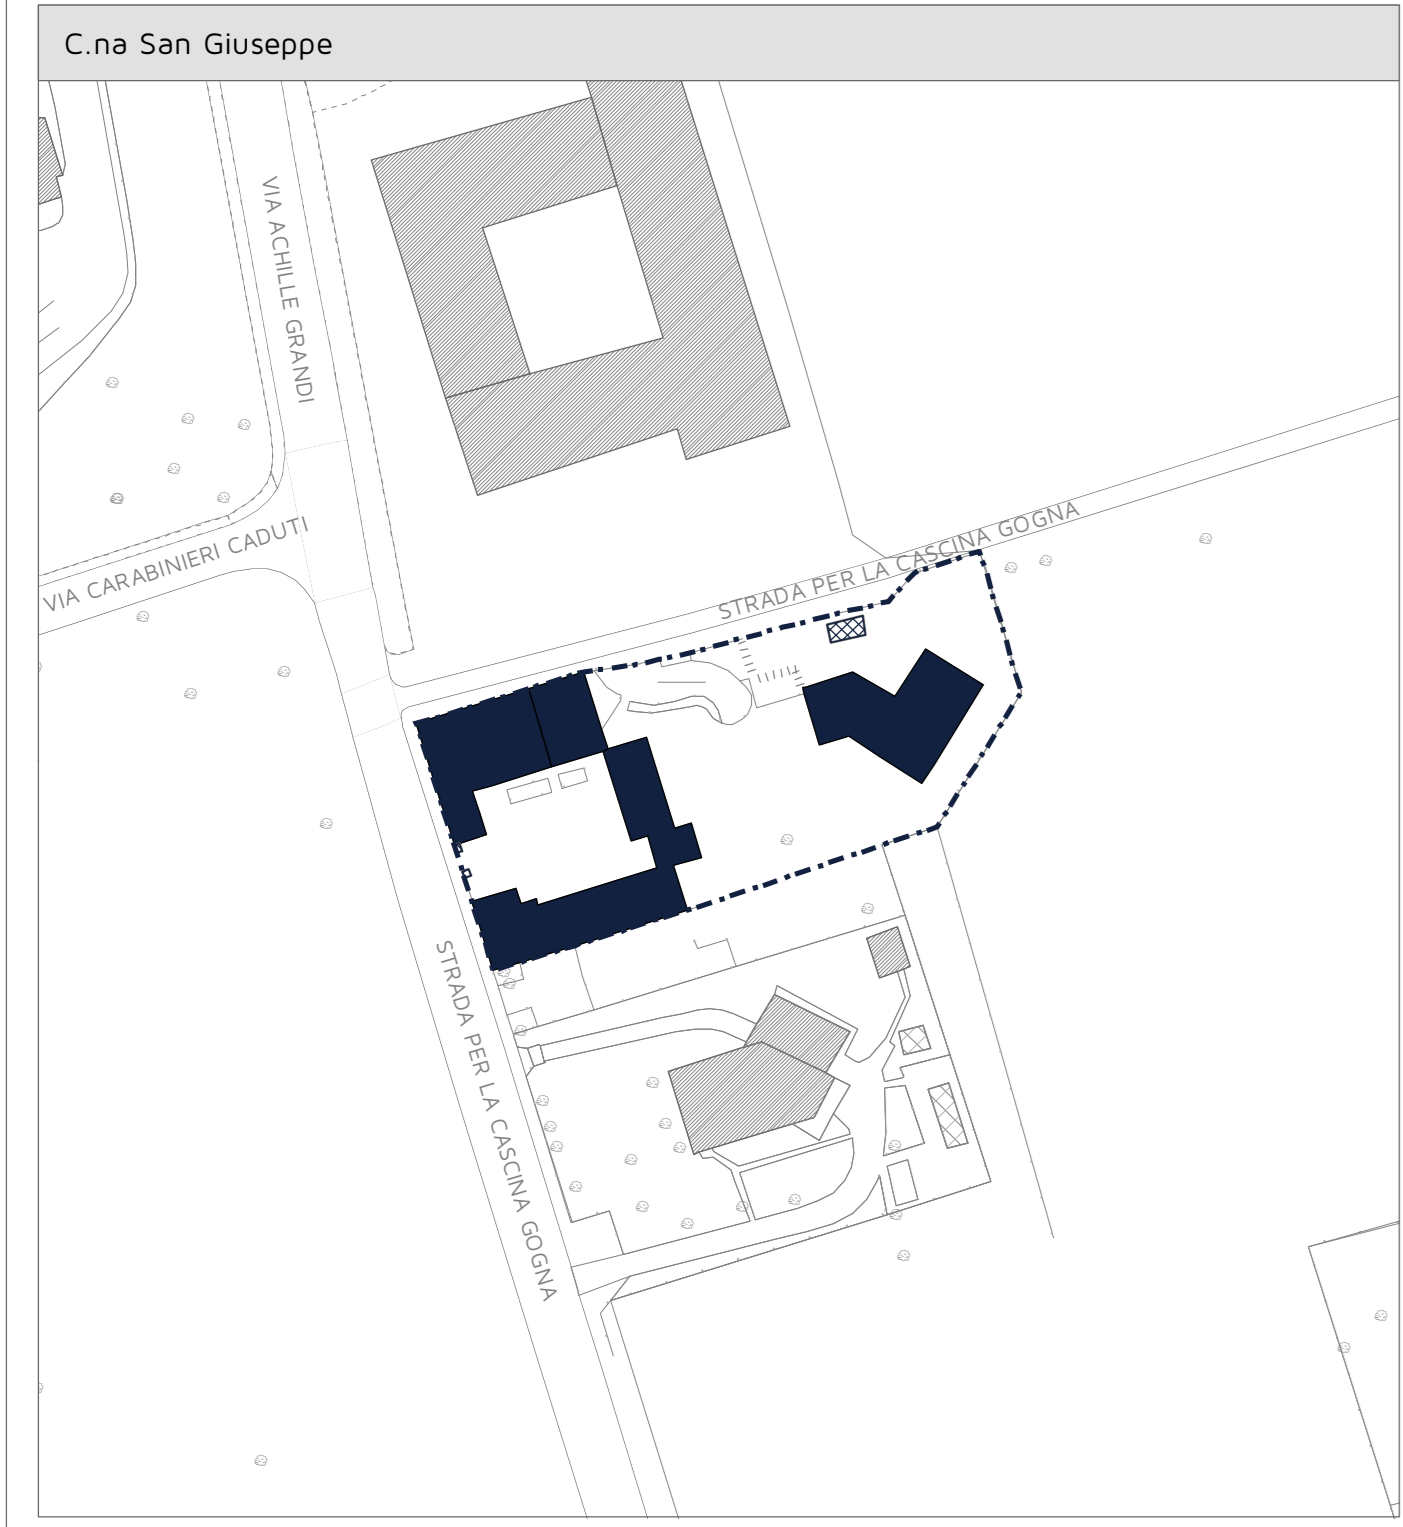 C.na San Giuseppe
VIA ACHILLE GRANDI
VIA CARABINIERI CADUTI
STRADA PER LA CASCINA GOGNA
STRADA PER LA CASCINA GOGNA